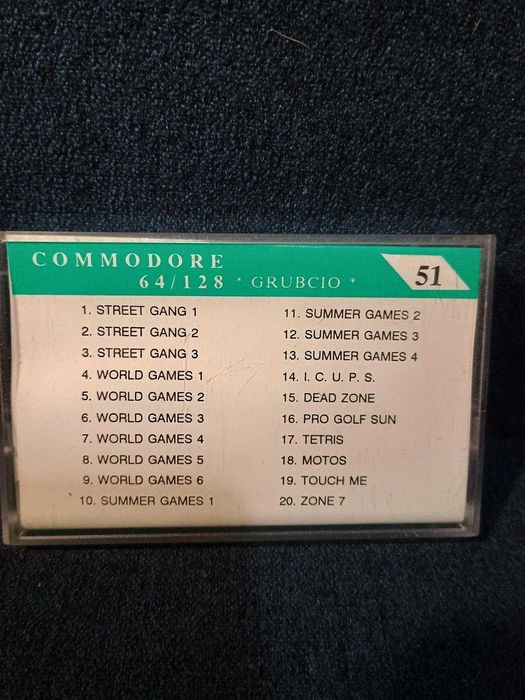 COMMODORE
64/128 * GRUBCIO *
51
1. STREET GANG 1
2. STREET GANG 2
3. STREET GANG 3
4. WORLD GAMES 1
5. WORLD GAMES 2
6. WORLD GAMES 3
7. WORLD GAMES 4
8. WORLD GAMES 5
9. WORLD GAMES 6
10. SUMMER GAMES 1
11. SUMMER GAMES 2
12. SUMMER GAMES 3
13. SUMMER GAMES 4
14. I. C. U. P. S.
15. DEAD ZONE
16. PRO GOLF SUN
17. TETRIS
18. MOTOS
19. TOUCH ME
20. ZONE 7